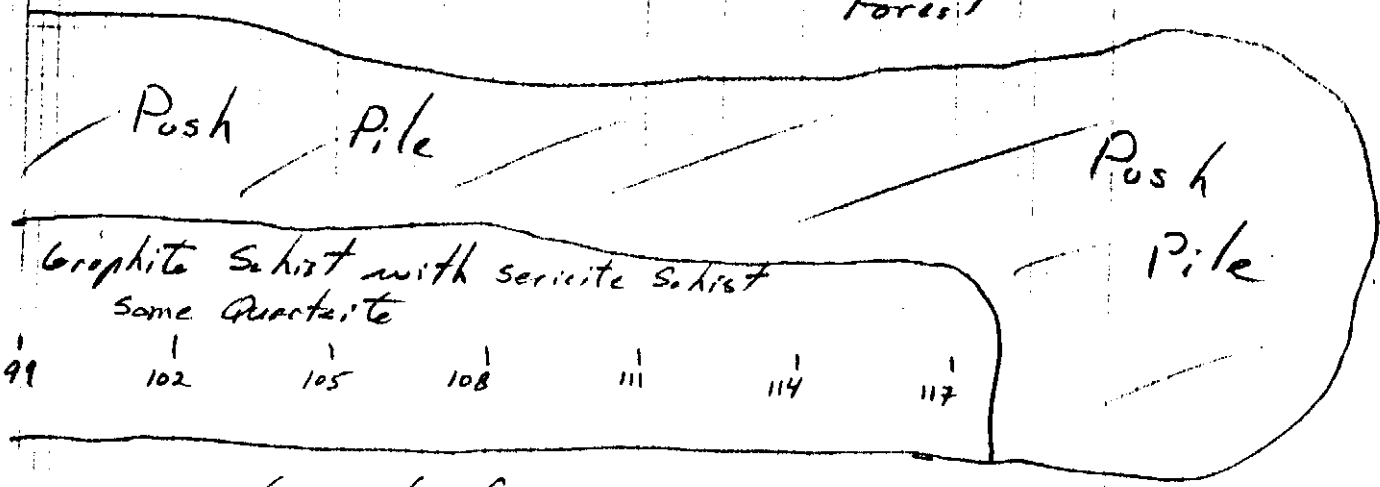 Forest
Push Pile
Push
Pile
Graphite Schist with sericite Schist
some Quartzite
99 102 105 108 111 114 117